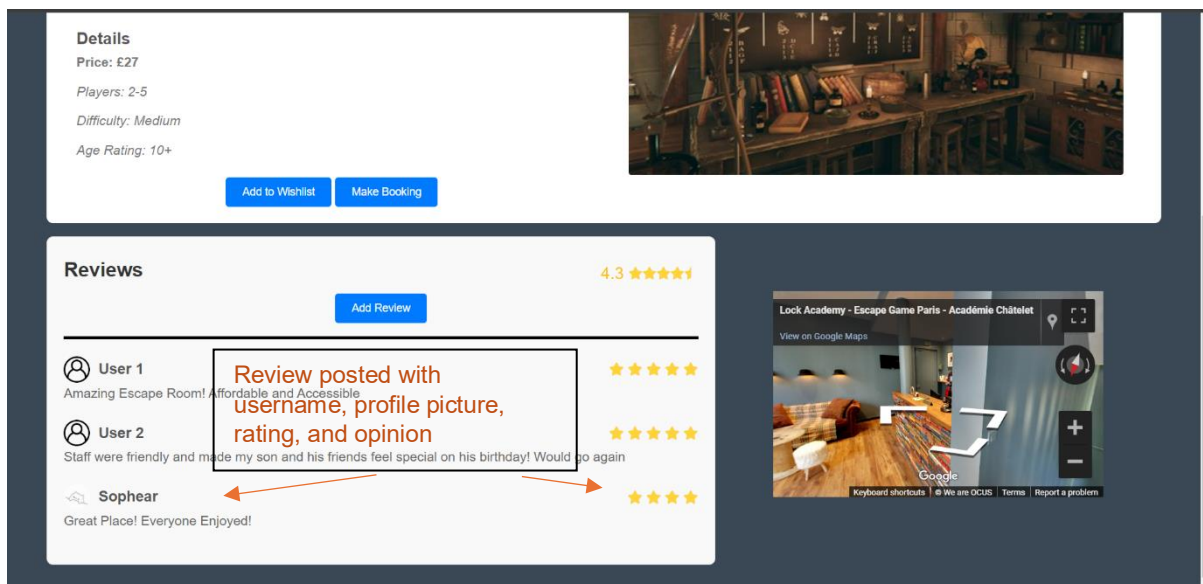 Details
Price: £27
Players: 2-5
Difficulty: Medium
Age Rating: 10+
Add to Wishlist
Make Booking
Reviews
4.3
Add Review
User 1
Amazing Escape Room! Affordable and Accessible
User 2
Staff were friendly and made my son and his friends feel special on his birthday! Would go again
Sophear
Great Place! Everyone Enjoyed!
Review posted with
username, profile picture,
rating, and opinion
Lock Academy - Escape Game Paris - Académie Châtelet
View on Google Maps
Google
Keyboard shortcuts
© We are OCUS
Terms
Report a problem